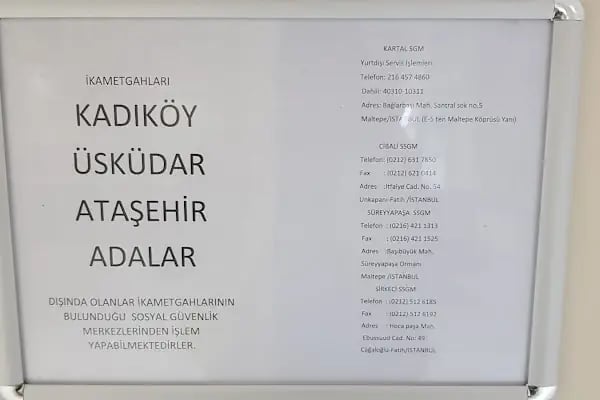 İKAMETGAHLARI
KADIKÖY
ÜSKÜDAR
ATAŞEHİR
ADALAR
DIŞINDA OLANLAR İKAMETGAHLARININ
BULUNDUĞU SOSYAL GÜVENLİK
MERKEZLERİNDEN İŞLEM
YAPABİLMEKTEDİRLER.
KARTAL SGM
Yurtdışı Servis İşlemleri
Telefon: 216 457 4860
Dahili: 40310-10311
Adres: Bağlarbaşı Mah. Santral sok no.5
Maltepe/İSTANBUL (E-5 ten Maltepe Köprüsü Yanı)
CİBALİ SSGM
Telefon: (0212) 631 7850
Fax : (0212) 621 0414
Adres :İtfaiye Cad. No. 54
Unkapanı-Fatih /İSTANBUL
SÜREYYAPAŞA SSGM
Telefon : (0216) 421 1313
Fax : (0216) 421 1525
Adres :Başıbüyük Mah.
Süreyyapaşa Ormanı
Maltepe /İSTANBUL
SİRKECİ SSGM
Telefon : (0212) 512 6185
Fax : (0212) 512 6192
Adres : Hoca paşa Mah.
Ebussuud Cad. No: 49
Cağaloğlu-Fatih/İSTANBUL